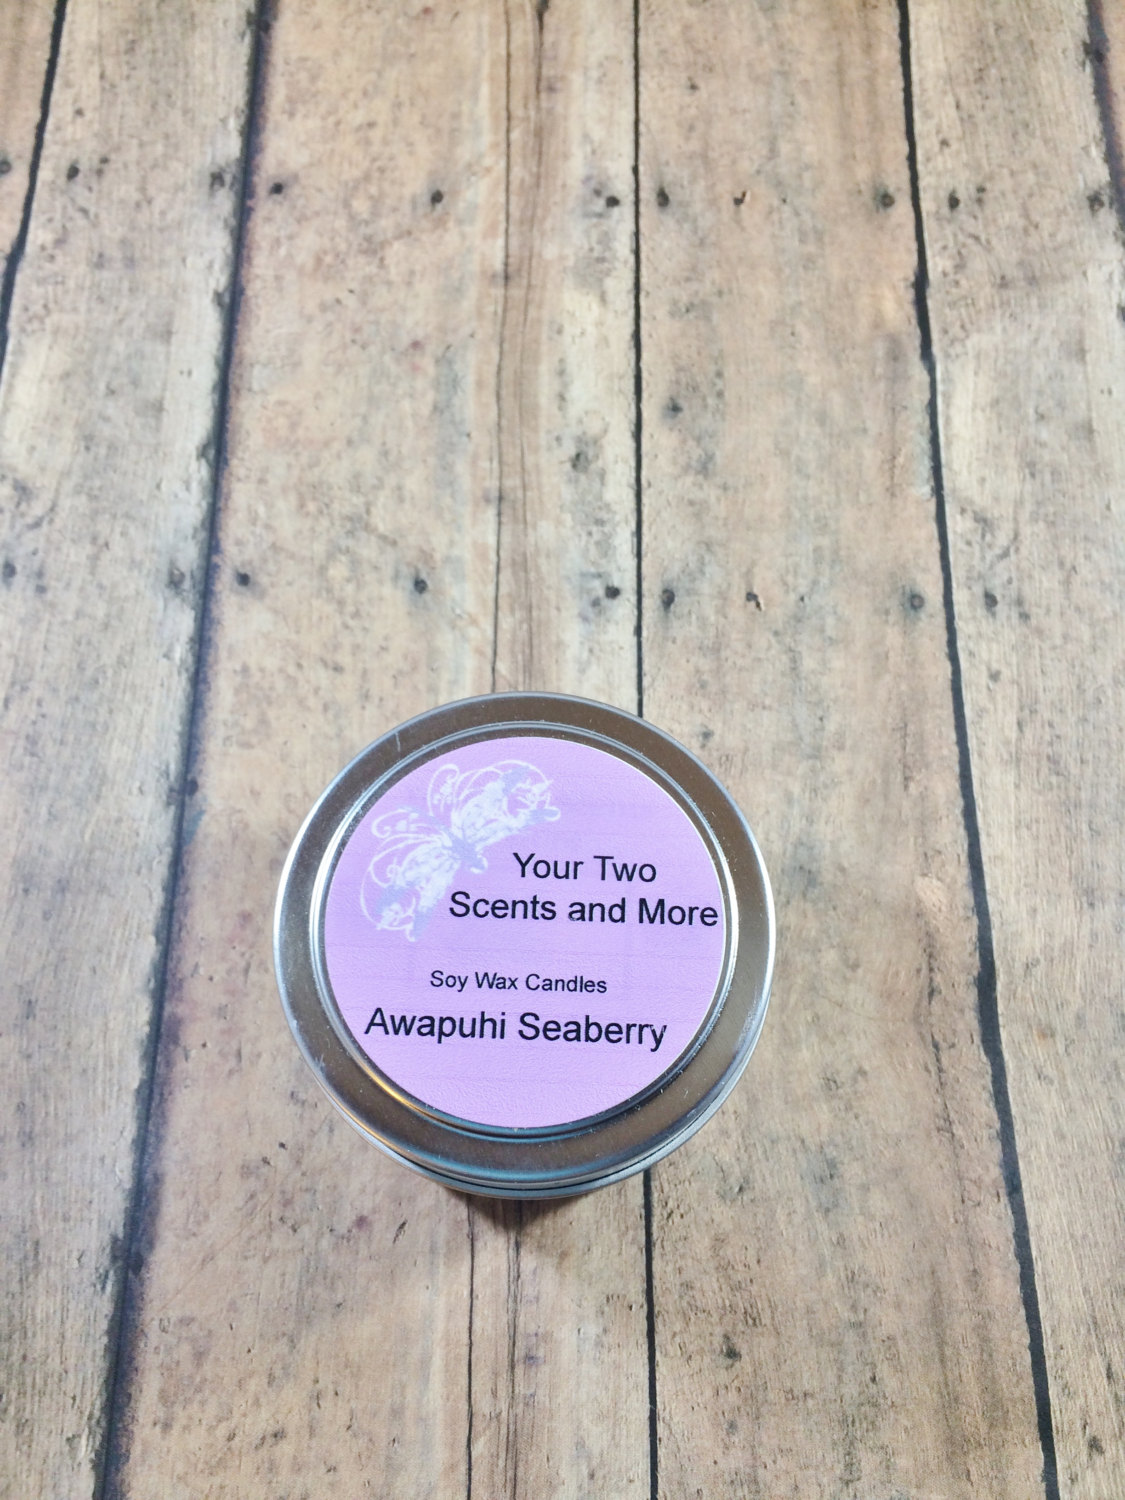 Your Two
Scents and More
Soy Wax Candles
Awapuhi Seaberry